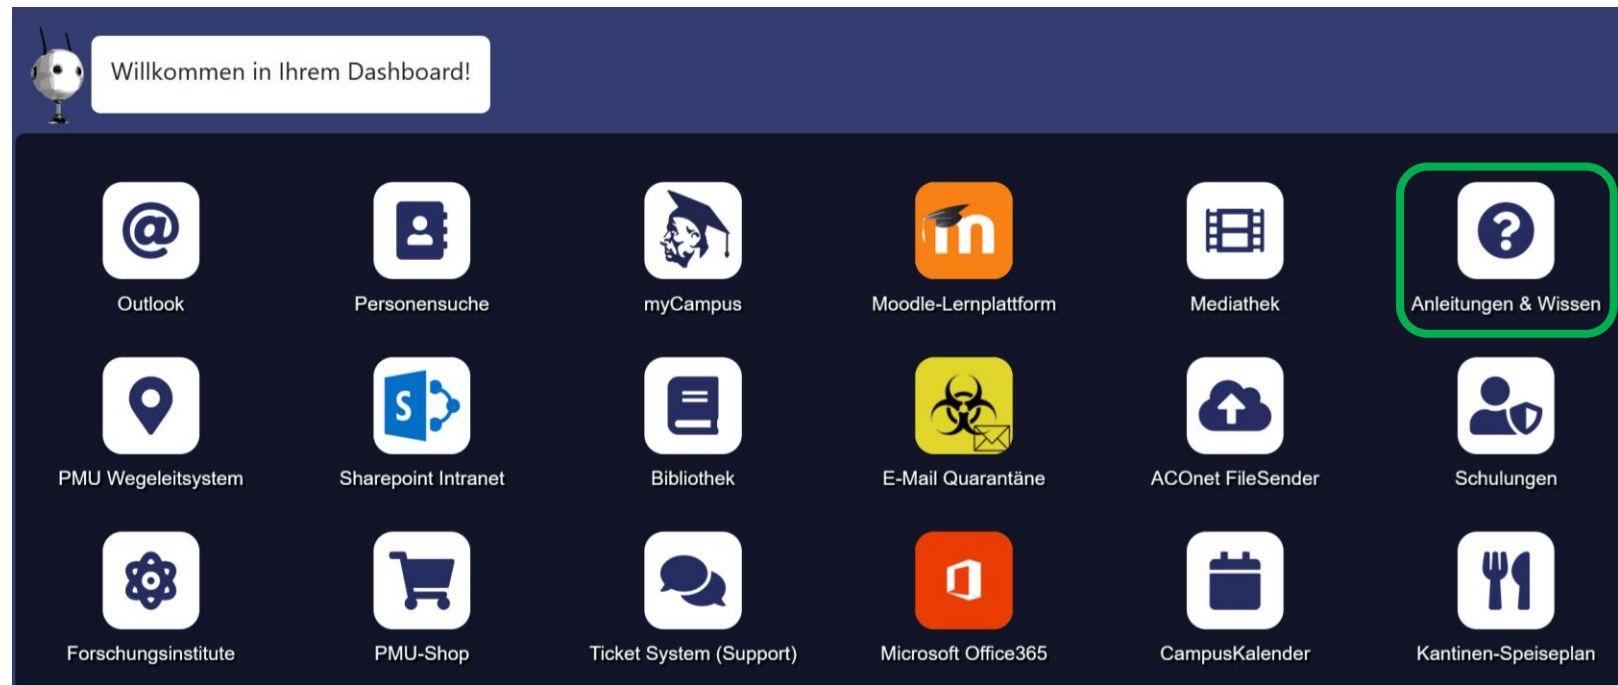 Willkommen in Ihrem Dashboard!
Outlook
Personensuche
myCampus
Moodle-Lernplattform
Mediathek
Anleitungen & Wissen
PMU Wegeleitsystem
Sharepoint Intranet
Bibliothek
E-Mail Quarantäne
ACOnet FileSender
Schulungen
Forschungsinstitute
PMU-Shop
Ticket System (Support)
Microsoft Office365
CampusKalender
Kantinen-Speiseplan